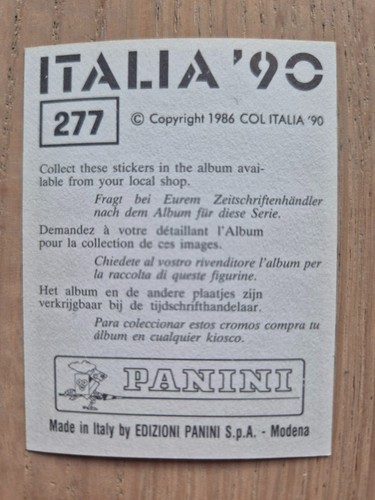 ITALIA '90
277
© Copyright 1986 COL ITALIA '90
Collect these stickers in the album avai-
lable from your local shop.
Fragt bei Eurem Zeitschriftenhändler
nach dem Album für diese Serie.
Demandez à votre détaillant l'Album
pour la collection de ces images.
Chiedete al vostro rivenditore l'album per
la raccolta di queste figurine.
Het album en de andere plaatjes zijn
verkrijgbaar bij de tijdschrifthandelaar.
Para coleccionar estos cromos compra tu
álbum en cualquier kiosco.
PANINI
Made in Italy by EDIZIONI PANINI S.p.A. - Modena